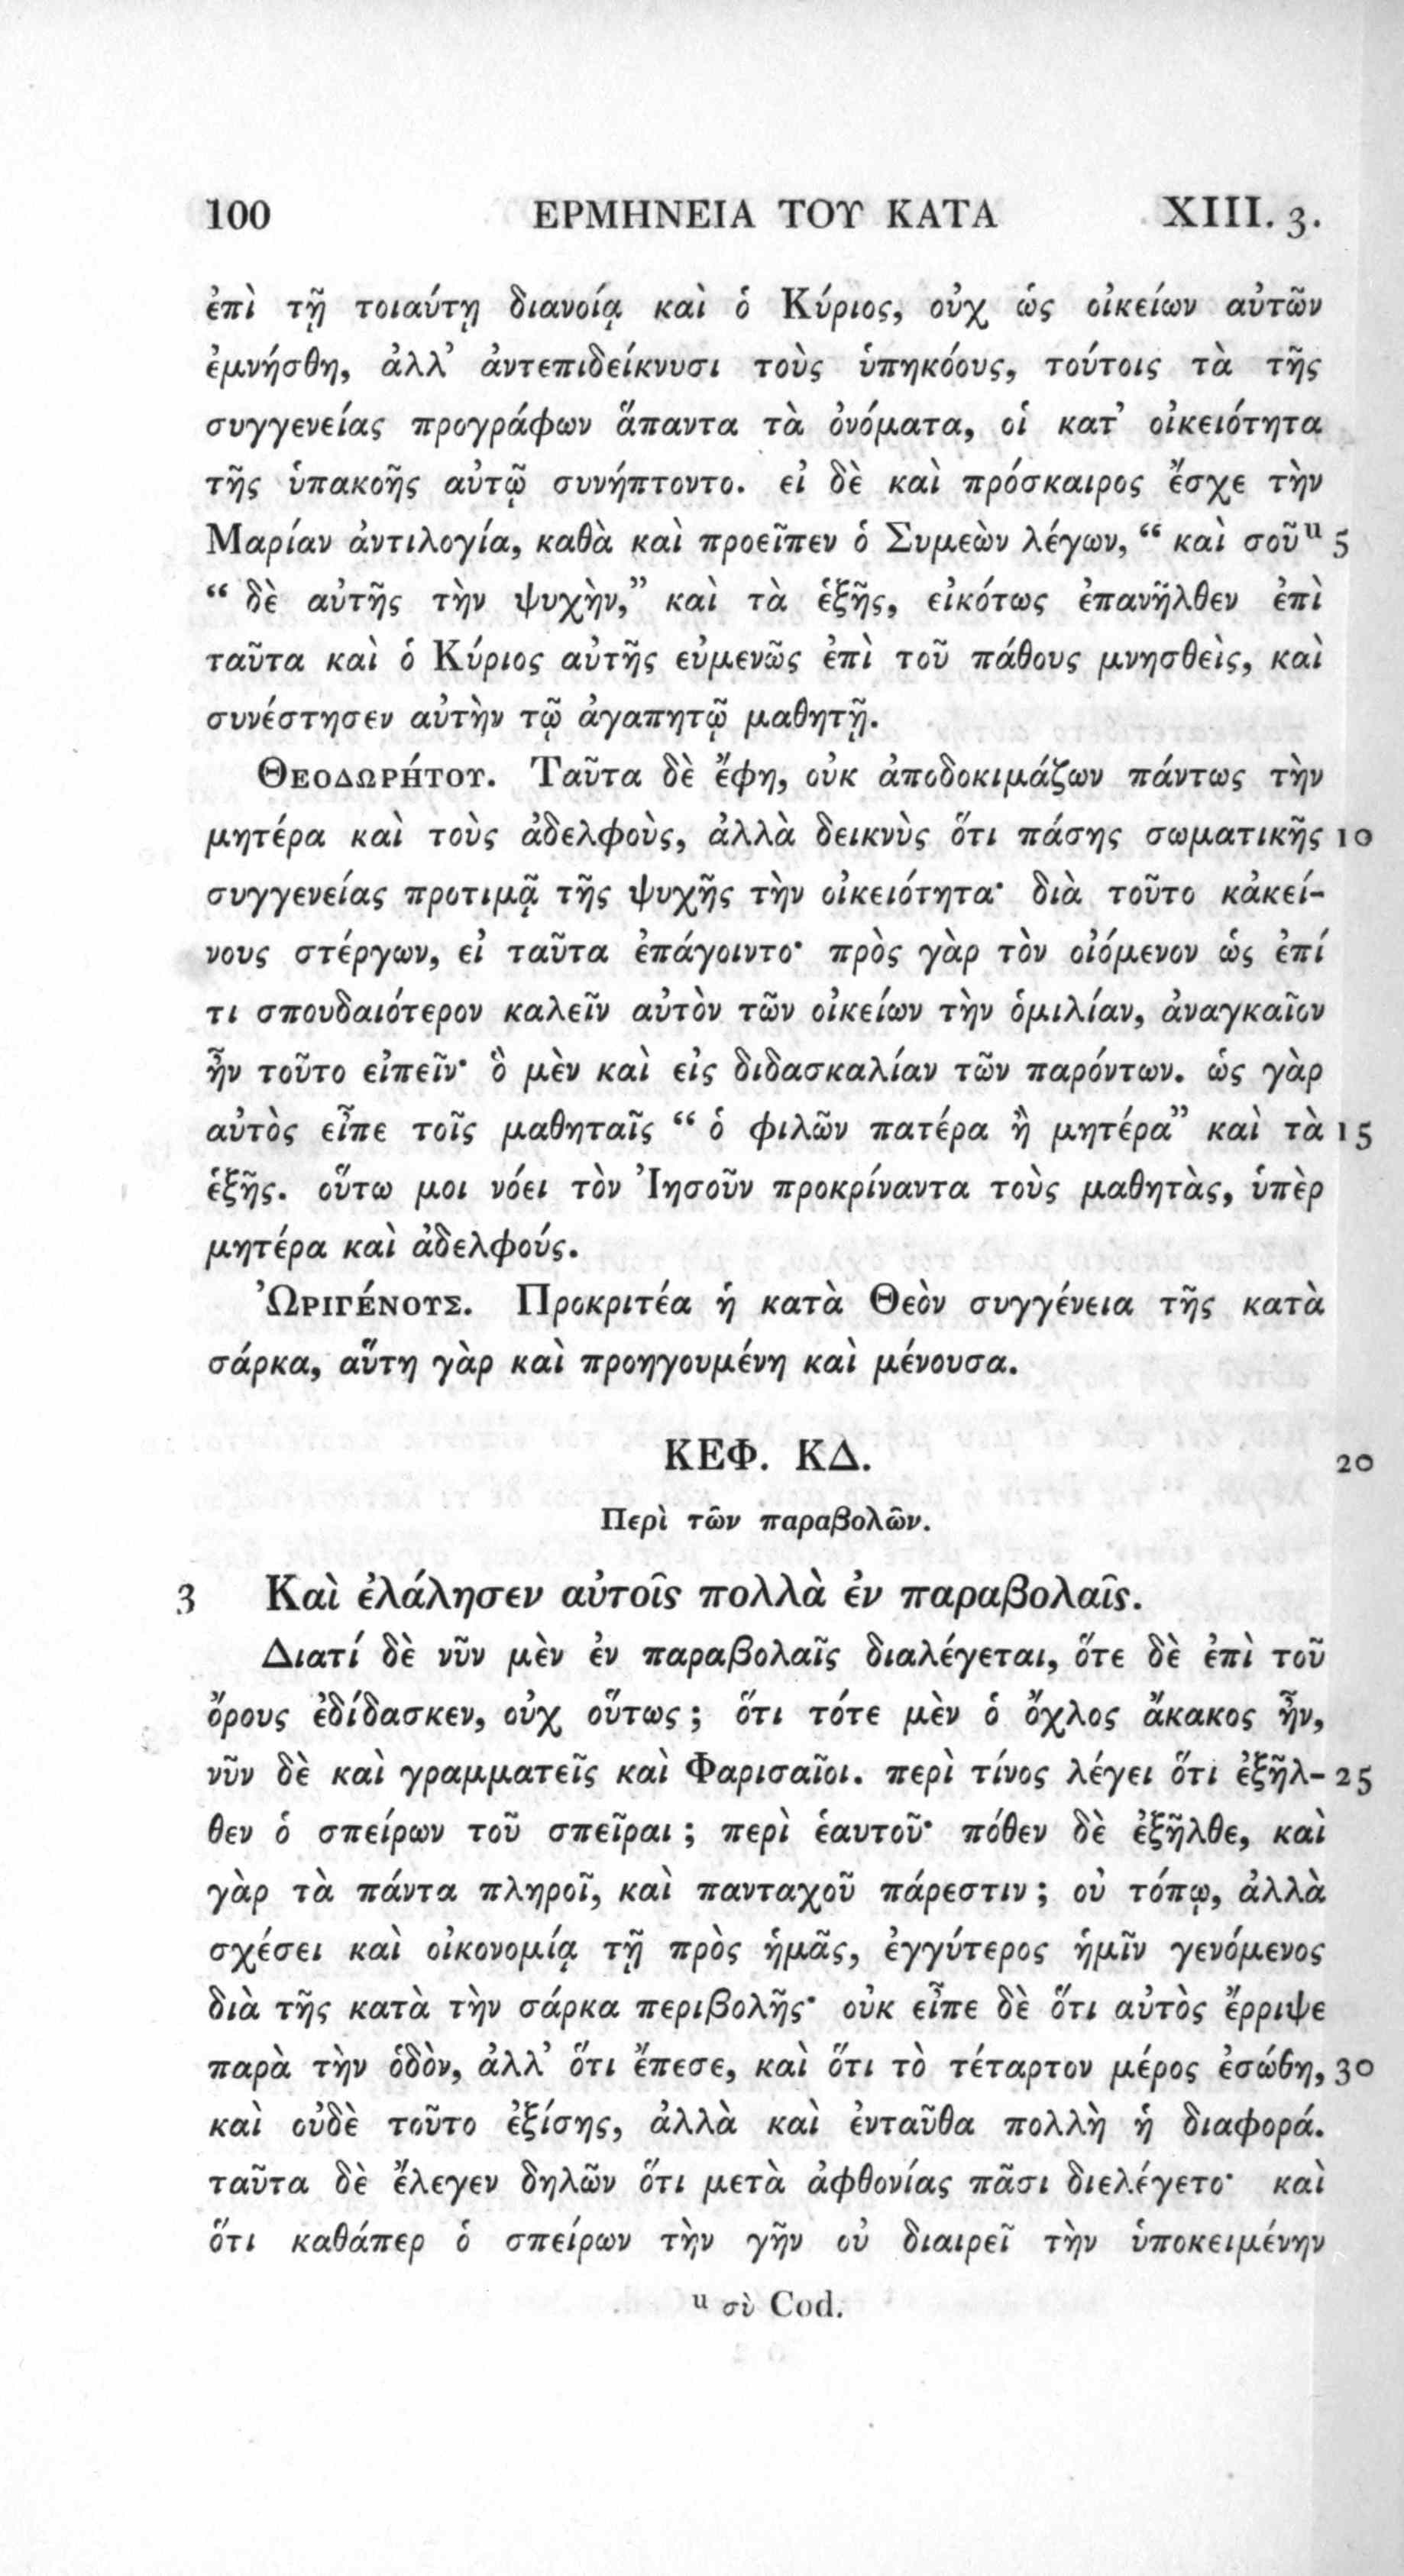 100 ΕΡΜΗΝΕΙΑ ΤΟΥ ΚΑΤΑ XIII. 3.
ἐπὶ τῇ τοιαύτῃ διανοίᾳ καὶ ὁ Κύριος, οὐχ ὡς οἰκείων αὐτῶν
ἐμνήσθη, ἀλλ’ ἀντεπιδείκνυσι τοὺς ὑπηκόους, τούτοις τὰ τῆς
συγγενείας προγράφων ἅπαντα τὰ ὀνόματα, οἱ κατ’ οἰκειότητα
τῆς ὑπακοῆς αὐτῷ συνήπτοντο. εἰ δὲ καὶ πρόσκαιρος ἔσχε τὴν
Μαρίαν ἀντιλογία, καθὰ καὶ προεῖπεν ὁ Συμεὼν λέγων, “ καὶ σοῦ u 5
“ δὲ αὐτῆς τὴν ψυχὴν,” καὶ τὰ ἑξῆς, εἰκότως ἐπανῆλθεν ἐπὶ
ταῦτα καὶ ὁ Κύριος αὐτῆς εὐμενῶς ἐπὶ τοῦ πάθους μνησθεὶς, καὶ
συνέστησεν αὐτὴν τῷ ἀγαπητῷ μαθητῇ.
ΘΕΟΔΩΡΉΤΟΥ. Ταῦτα δὲ ἔφη, οὐκ ἀποδοκιμάζων πάντως τὴν
μητέρα καὶ τοὺς ἀδελφοὺς, ἀλλὰ δεικνὺς ὅτι πάσης σωματικῆς 10
συγγενείας προτιμᾷ τῆς ψυχῆς τὴν οἰκειότητα· διὰ τοῦτο κἀκεί-
νους στέργων, εἰ ταῦτα ἐπάγοιντο· πρὸς γὰρ τὸν οἰόμενον ὡς ἐπί
τι σπουδαιότερον καλεῖν αὐτὸν τῶν οἰκείων τὴν ὁμιλίαν, ἀναγκαῖον
ἦν τοῦτο εἰπεῖν· ὃ μὲν καὶ εἰς διδασκαλίαν τῶν παρόντων. ὡς γὰρ
αὐτὸς εἶπε τοῖς μαθηταῖς “ ὁ φιλῶν πατέρα ἢ μητέρα” καὶ τὰ 15
ἑξῆς. οὕτω μοι νόει τὸν Ἰησοῦν προκρίναντα τοὺς μαθητὰς, ὑπὲρ
μητέρα καὶ ἀδελφούς.
ὨΡΙΓΈΝΟΥΣ. Προκριτέα ἡ κατὰ Θεὸν συγγένεια τῆς κατὰ
σάρκα, αὕτη γὰρ καὶ προηγουμένη καὶ μένουσα.
ΚΕΦ. ΚΔ. 20
Περὶ τῶν παραβολῶν.
3 Καὶ ἐλάλησεν αὐτοῖς πολλὰ ἐν παραβολαῖς.
Διατί δὲ νῦν μὲν ἐν παραβολαῖς διαλέγεται, ὅτε δὲ ἐπὶ τοῦ
ὄρους ἐδίδασκεν, οὐχ οὕτως ; ὅτι τότε μὲν ὁ ὄχλος ἄκακος ἦν,
νῦν δὲ καὶ γραμματεῖς καὶ Φαρισαῖοι. περὶ τίνος λέγει ὅτι ἐξῆλ- 25
θεν ὁ σπείρων τοῦ σπεῖραι ; περὶ ἑαυτοῦ· πόθεν δὲ ἐξῆλθε, καὶ
γὰρ τὰ πάντα πληροῖ, καὶ πανταχοῦ πάρεστιν ; οὐ τόπῳ, ἀλλὰ
σχέσει καὶ οἰκονομίᾳ τῇ πρὸς ἡμᾶς, ἐγγύτερος ἡμῖν γενόμενος
διὰ τῆς κατὰ τὴν σάρκα περιβολῆς· οὐκ εἶπε δὲ ὅτι αὐτὸς ἔρριψε
παρὰ τὴν ὁδὸν, ἀλλ’ ὅτι ἔπεσε, καὶ ὅτι τὸ τέταρτον μέρος ἐσώθη, 30
καὶ οὐδὲ τοῦτο ἐξίσης, ἀλλὰ καὶ ἐνταῦθα πολλὴ ἡ διαφορά.
ταῦτα δὲ ἔλεγεν δηλῶν ὅτι μετὰ ἀφθονίας πᾶσι διελέγετο· καὶ
ὅτι καθάπερ ὁ σπείρων τὴν γῆν οὐ διαιρεῖ τὴν ὑποκειμένην
u σὺ Cod.